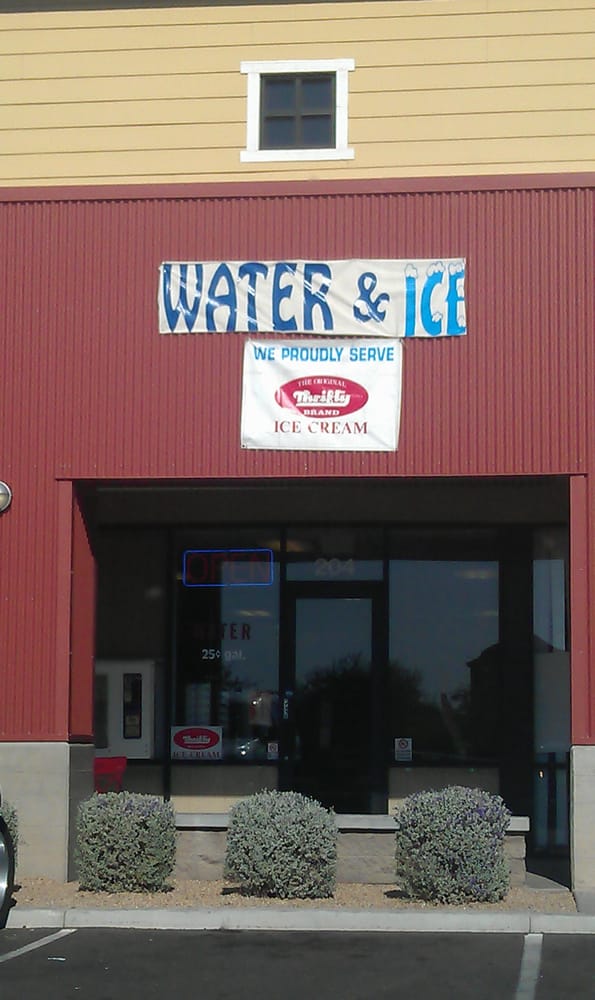 WATER & ICE
WE PROUDLY SERVE
THE ORIGINAL
Thrifty
BRAND
ICE CREAM
OPEN
204
WATER
25¢ gal.
Thrifty
ICE CREAM